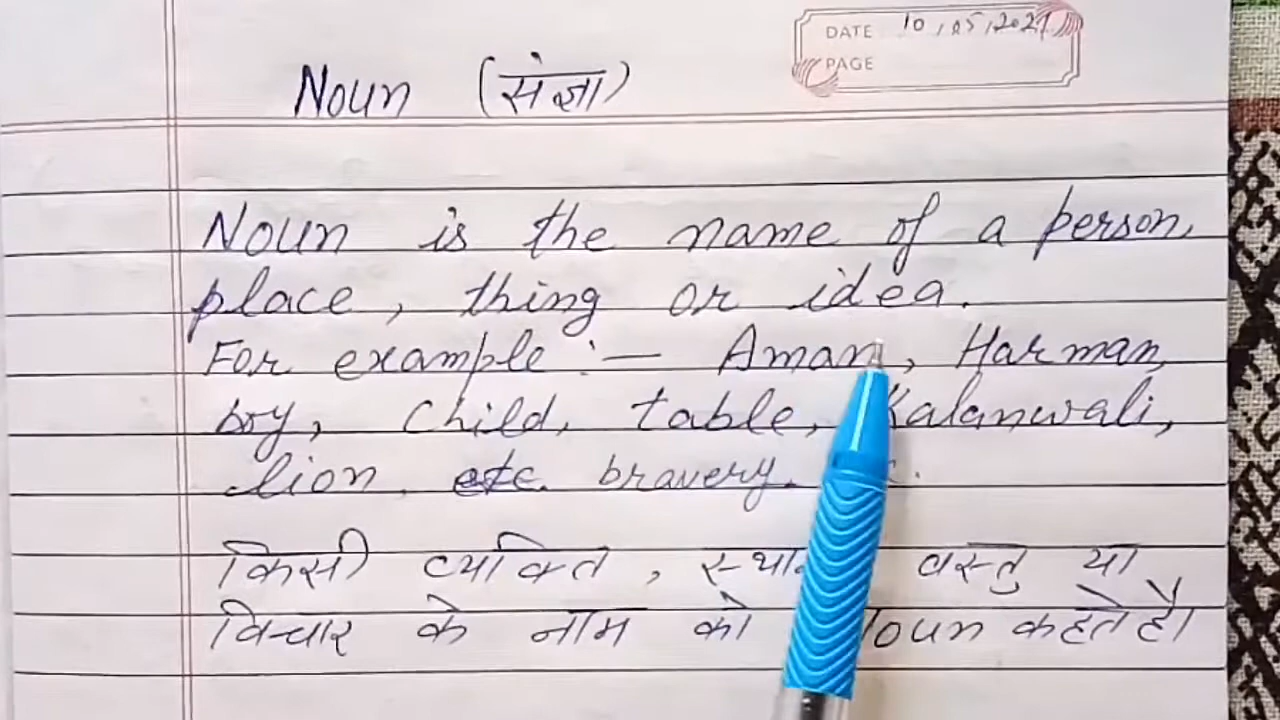 DATE 10.05.2021
PAGE
Noun (संज्ञा)
Noun is the name of a person,
place, thing or idea.
For example :- Aman, Harman,
boy, child, table, Kalanwali,
lion, bravery.
किसी व्यक्ति, वस्तु या
विचार के नाम को Noun कहते है।